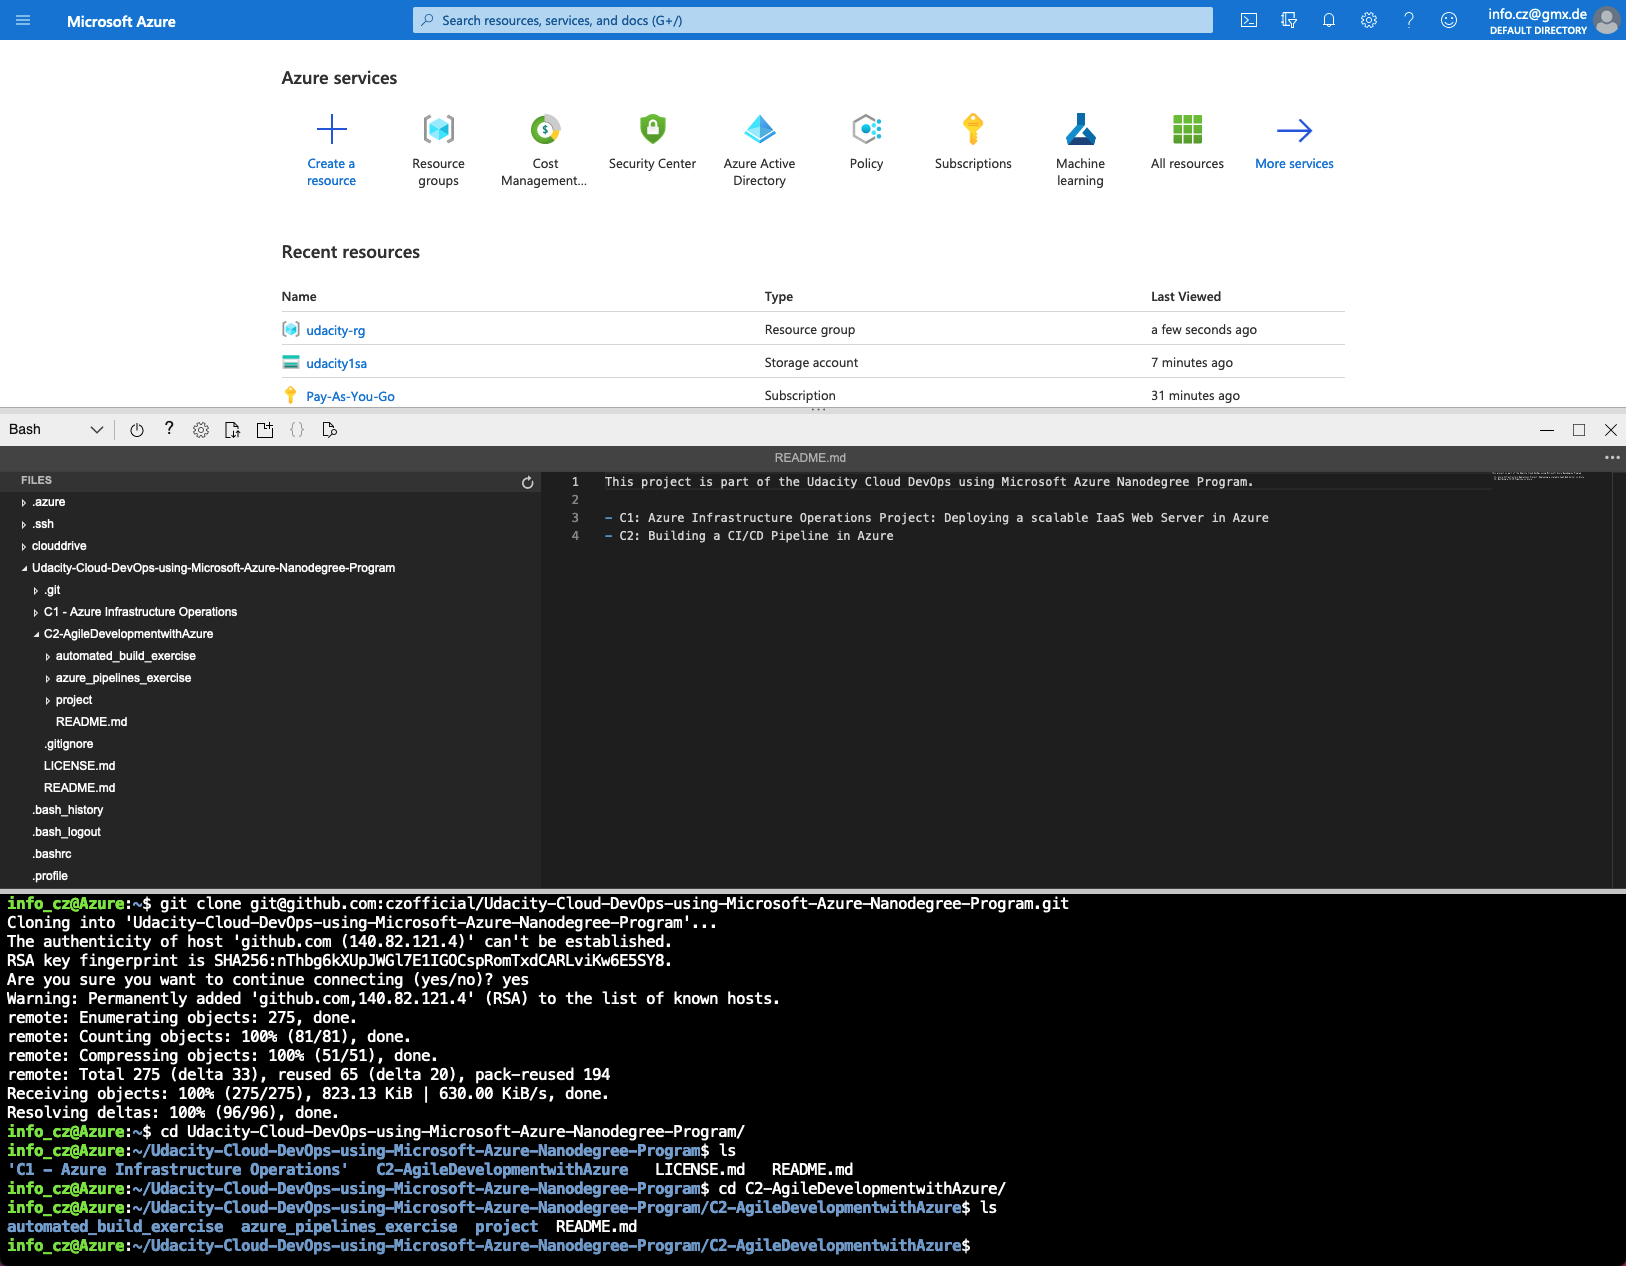 Microsoft Azure
Search resources, services, and docs (G+/)
info.cz@gmx.de
DEFAULT DIRECTORY
Azure services
Create a resource
Resource groups
Cost Management...
Security Center
Azure Active Directory
Policy
Subscriptions
Machine learning
All resources
More services
Recent resources
Name Type Last Viewed
udacity-rg Resource group a few seconds ago
udacity1sa Storage account 7 minutes ago
Pay-As-You-Go Subscription 31 minutes ago
Bash
README.md
FILES
.azure
.ssh
clouddrive
Udacity-Cloud-DevOps-using-Microsoft-Azure-Nanodegree-Program
.git
C1 - Azure Infrastructure Operations
C2-AgileDevelopmentwithAzure
automated_build_exercise
azure_pipelines_exercise
project
README.md
.gitignore
LICENSE.md
README.md
.bash_history
.bash_logout
.bashrc
.profile
1 This project is part of the Udacity Cloud DevOps using Microsoft Azure Nanodegree Program.
2
3 - C1: Azure Infrastructure Operations Project: Deploying a scalable IaaS Web Server in Azure
4 - C2: Building a CI/CD Pipeline in Azure
info_cz@Azure:~$ git clone git@github.com:czofficial/Udacity-Cloud-DevOps-using-Microsoft-Azure-Nanodegree-Program.git
Cloning into 'Udacity-Cloud-DevOps-using-Microsoft-Azure-Nanodegree-Program'...
The authenticity of host 'github.com (140.82.121.4)' can't be established.
RSA key fingerprint is SHA256:nThbg6kXUpJWGl7E1IGOCspRomTxdCARLviKw6E5SY8.
Are you sure you want to continue connecting (yes/no)? yes
Warning: Permanently added 'github.com,140.82.121.4' (RSA) to the list of known hosts.
remote: Enumerating objects: 275, done.
remote: Counting objects: 100% (81/81), done.
remote: Compressing objects: 100% (51/51), done.
remote: Total 275 (delta 33), reused 65 (delta 20), pack-reused 194
Receiving objects: 100% (275/275), 823.13 KiB | 630.00 KiB/s, done.
Resolving deltas: 100% (96/96), done.
info_cz@Azure:~$ cd Udacity-Cloud-DevOps-using-Microsoft-Azure-Nanodegree-Program/
info_cz@Azure:~/Udacity-Cloud-DevOps-using-Microsoft-Azure-Nanodegree-Program$ ls
'C1 - Azure Infrastructure Operations' C2-AgileDevelopmentwithAzure LICENSE.md README.md
info_cz@Azure:~/Udacity-Cloud-DevOps-using-Microsoft-Azure-Nanodegree-Program$ cd C2-AgileDevelopmentwithAzure/
info_cz@Azure:~/Udacity-Cloud-DevOps-using-Microsoft-Azure-Nanodegree-Program/C2-AgileDevelopmentwithAzure$ ls
automated_build_exercise azure_pipelines_exercise project README.md
info_cz@Azure:~/Udacity-Cloud-DevOps-using-Microsoft-Azure-Nanodegree-Program/C2-AgileDevelopmentwithAzure$